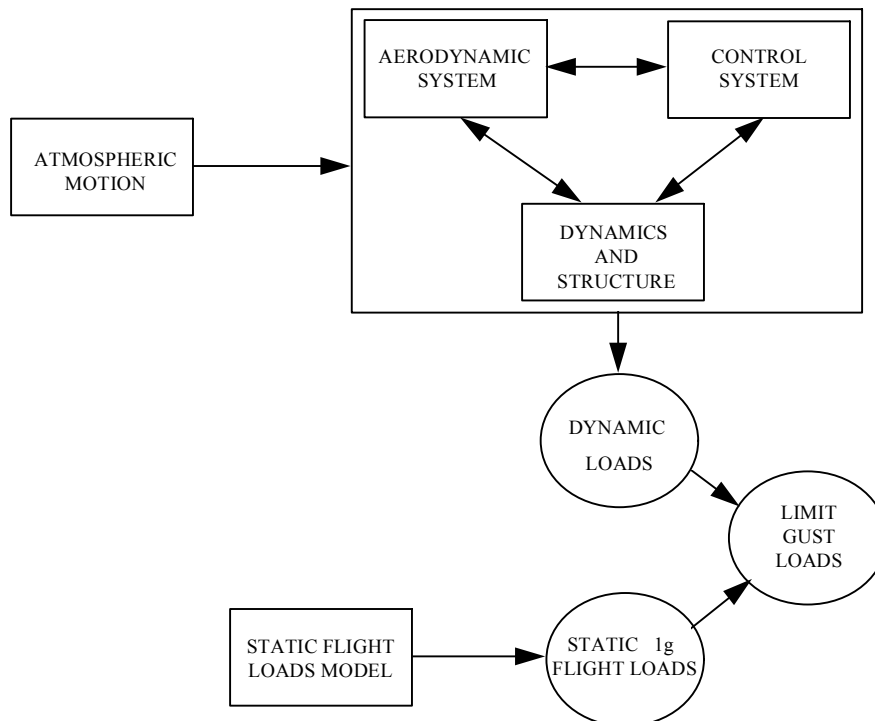 AERODYNAMIC
SYSTEM
CONTROL
SYSTEM
ATMOSPHERIC
MOTION
DYNAMICS
AND
STRUCTURE
DYNAMIC
LOADS
LIMIT
GUST
LOADS
STATIC FLIGHT
LOADS MODEL
STATIC 1g
FLIGHT LOADS